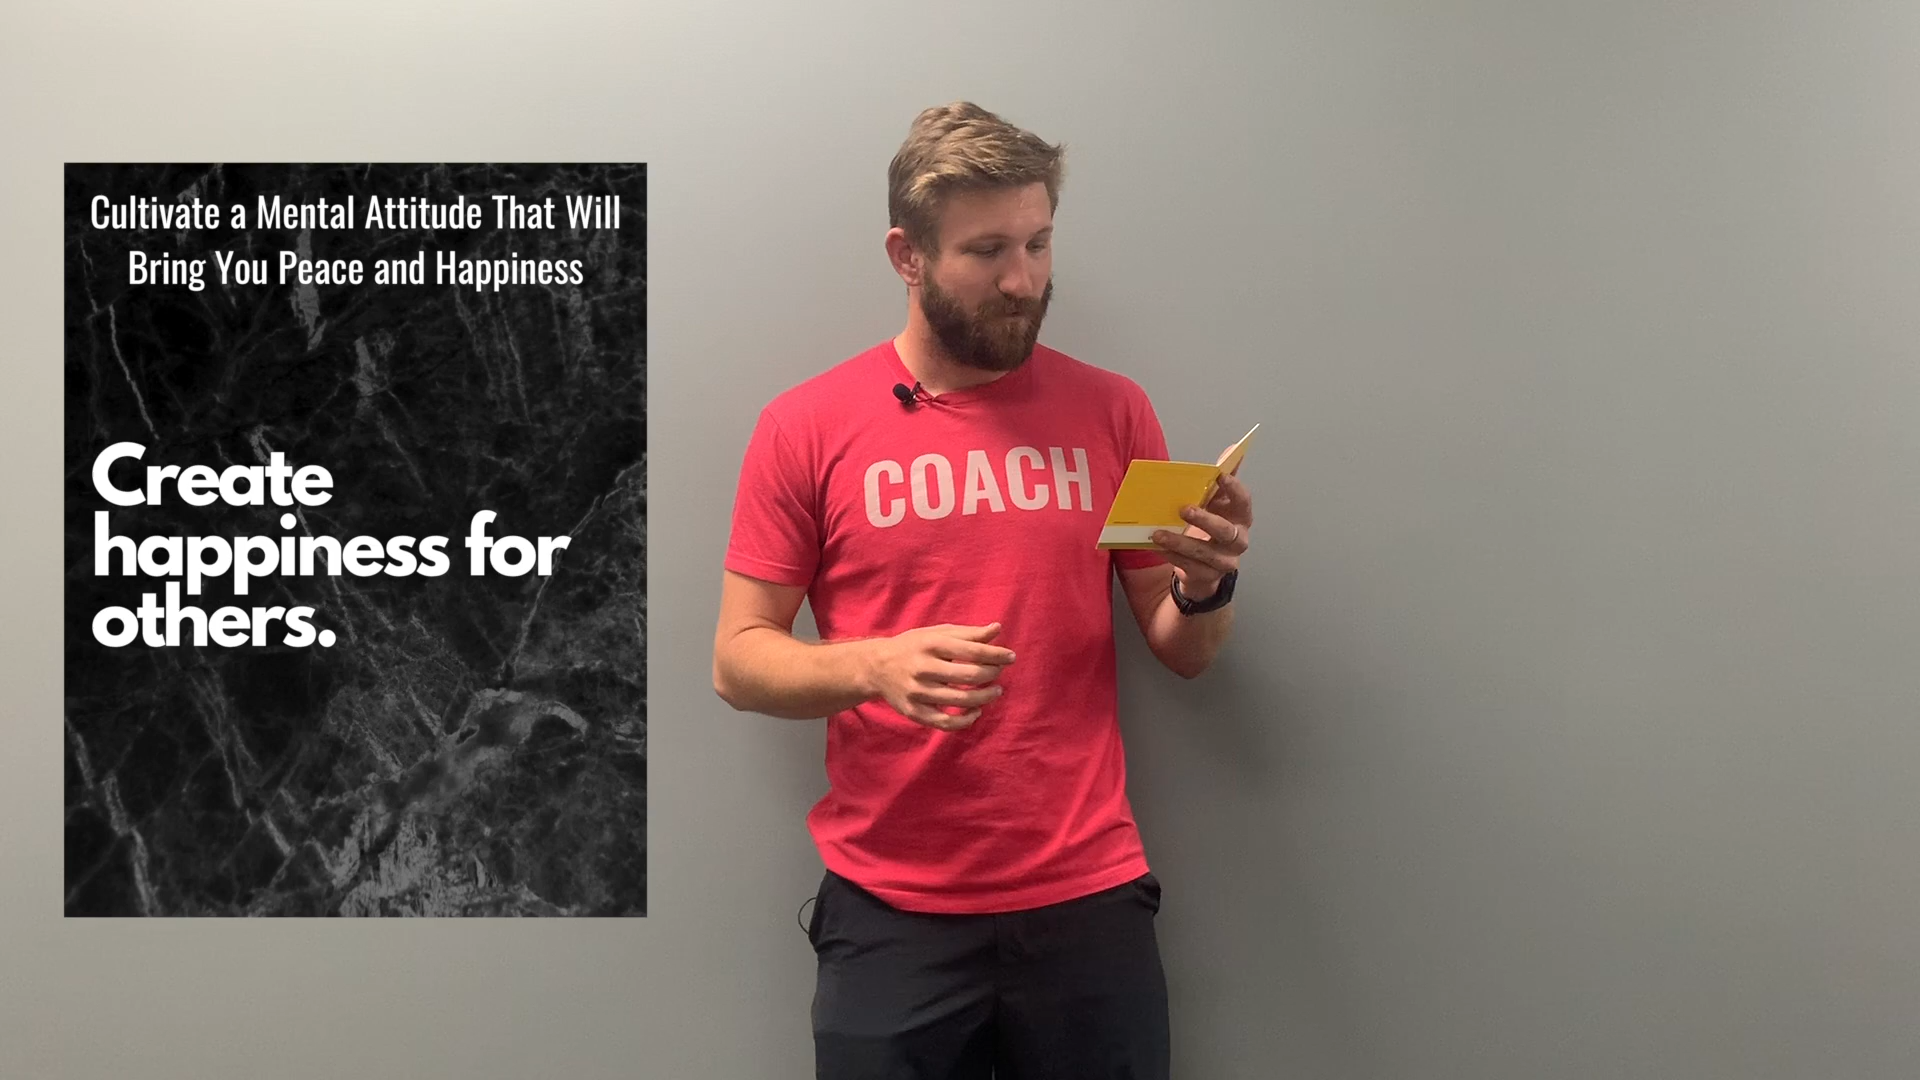 Cultivate a Mental Attitude That Will
Bring You Peace and Happiness
Create
happiness for
others.
COACH